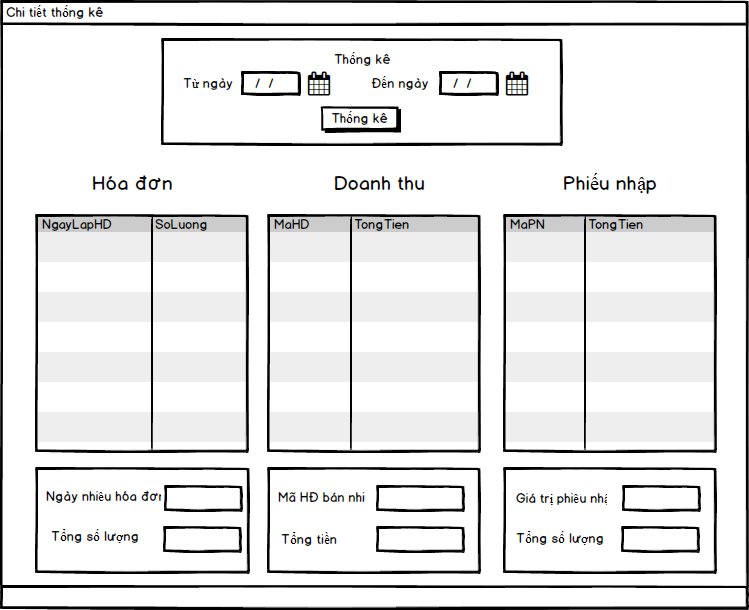 Chi tiết thống kê
Thống kê
Từ ngày / / Đến ngày / /
Thống kê
Hóa đơn Doanh thu Phiếu nhập
NgayLapHD SoLuong MaHD TongTien MaPN TongTien
Ngày nhiều hóa đơn Mã HĐ bán nhi Giá trị phiếu nhậ
Tổng số lượng Tổng tiền Tổng số lượng